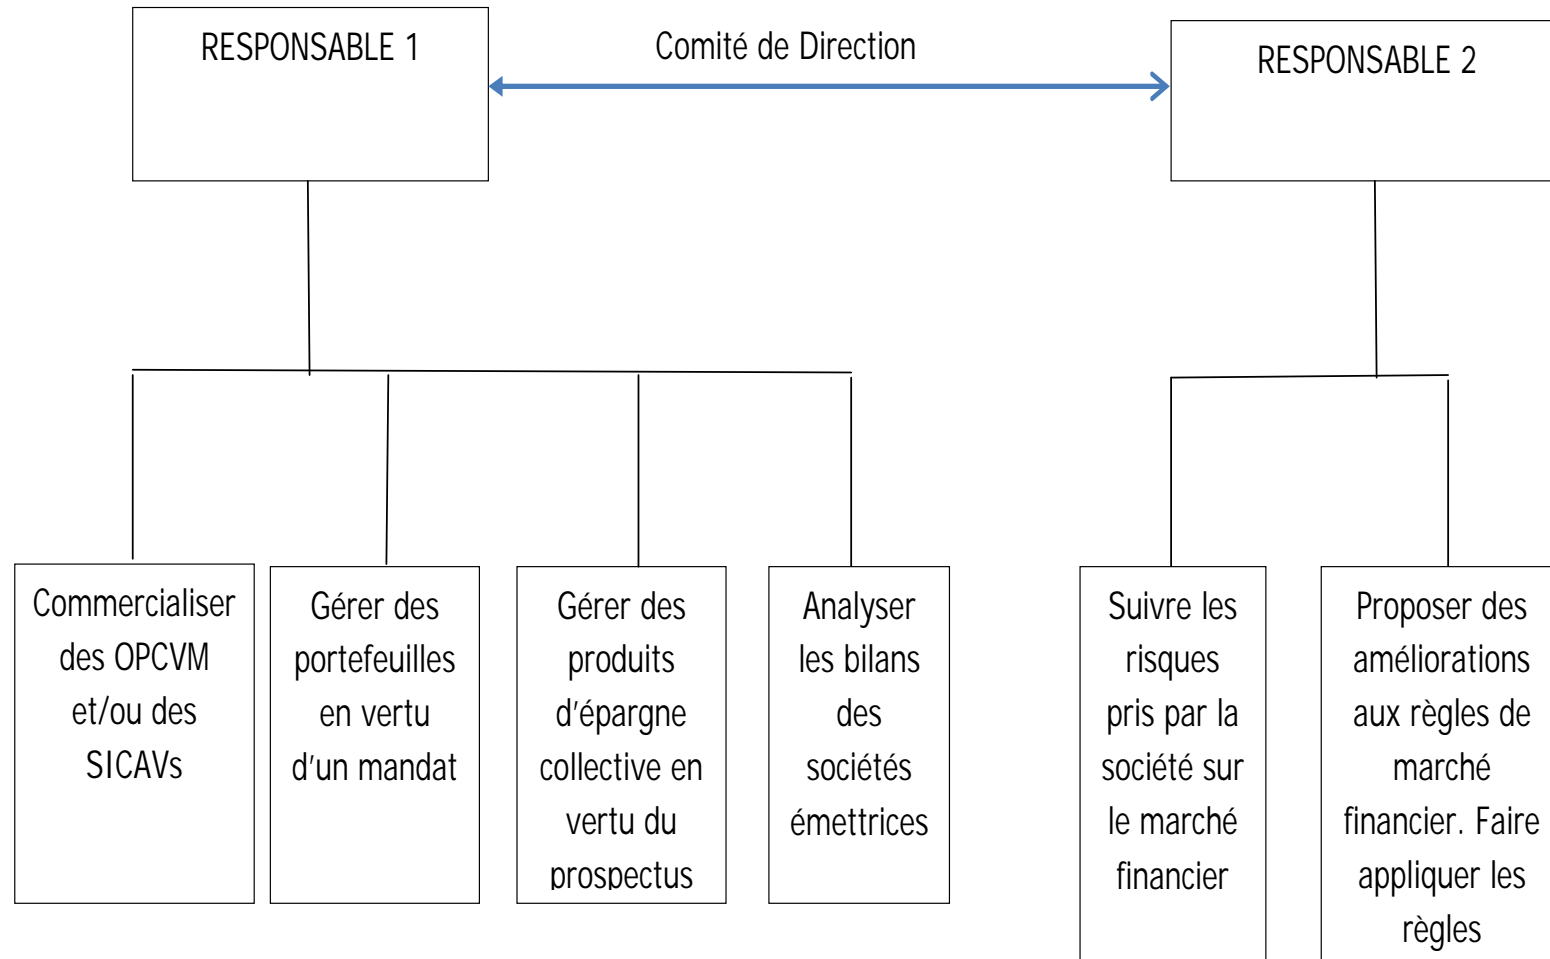 RESPONSABLE 1
Comité de Direction
RESPONSABLE 2
Commercialiser
des OPCVM
et/ou des
SICAVs
Gérer des
portefeuilles
en vertu
d'un mandat
Gérer des
produits
d'épargne
collective en
vertu du
prospectus
Analyser
les bilans
des
sociétés
émettrices
Suivre les
risques
pris par la
société sur
le marché
financier
Proposer des
améliorations
aux règles de
marché
financier. Faire
appliquer les
règles